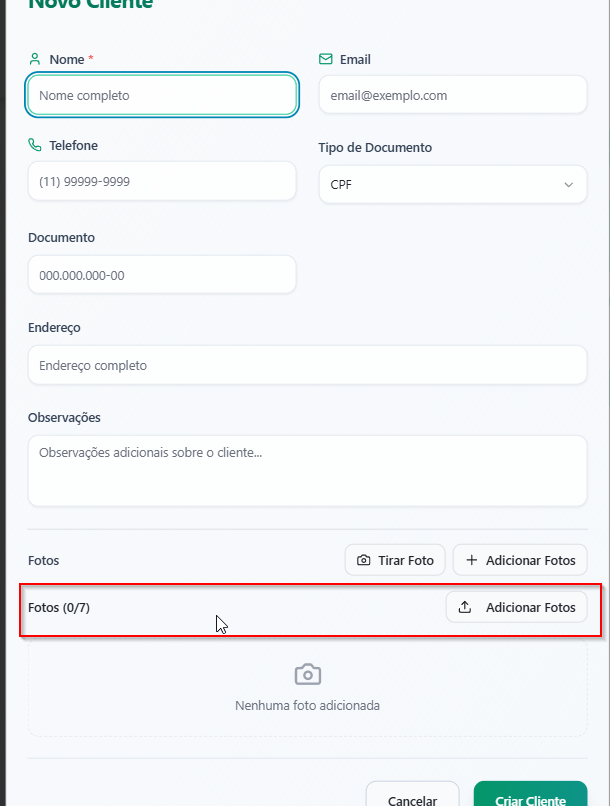 Novo Cliente
Nome * Email
Nome completo email@exemplo.com
Telefone Tipo de Documento
(11) 99999-9999 CPF
Documento
000.000.000-00
Endereço
Endereço completo
Observações
Observações adicionais sobre o cliente...
Fotos Tirar Foto Adicionar Fotos
Fotos (0/7) Adicionar Fotos
Nenhuma foto adicionada
Cancelar Criar Cliente